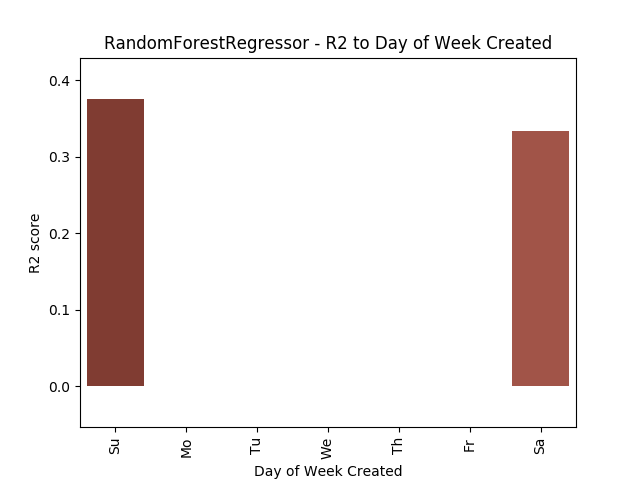 RandomForestRegressor - R2 to Day of Week Created
0.4
0.3
0.2
0.1
0.0
R2 score
Su
Mo
Tu
We
Th
Fr
Sa
Day of Week Created